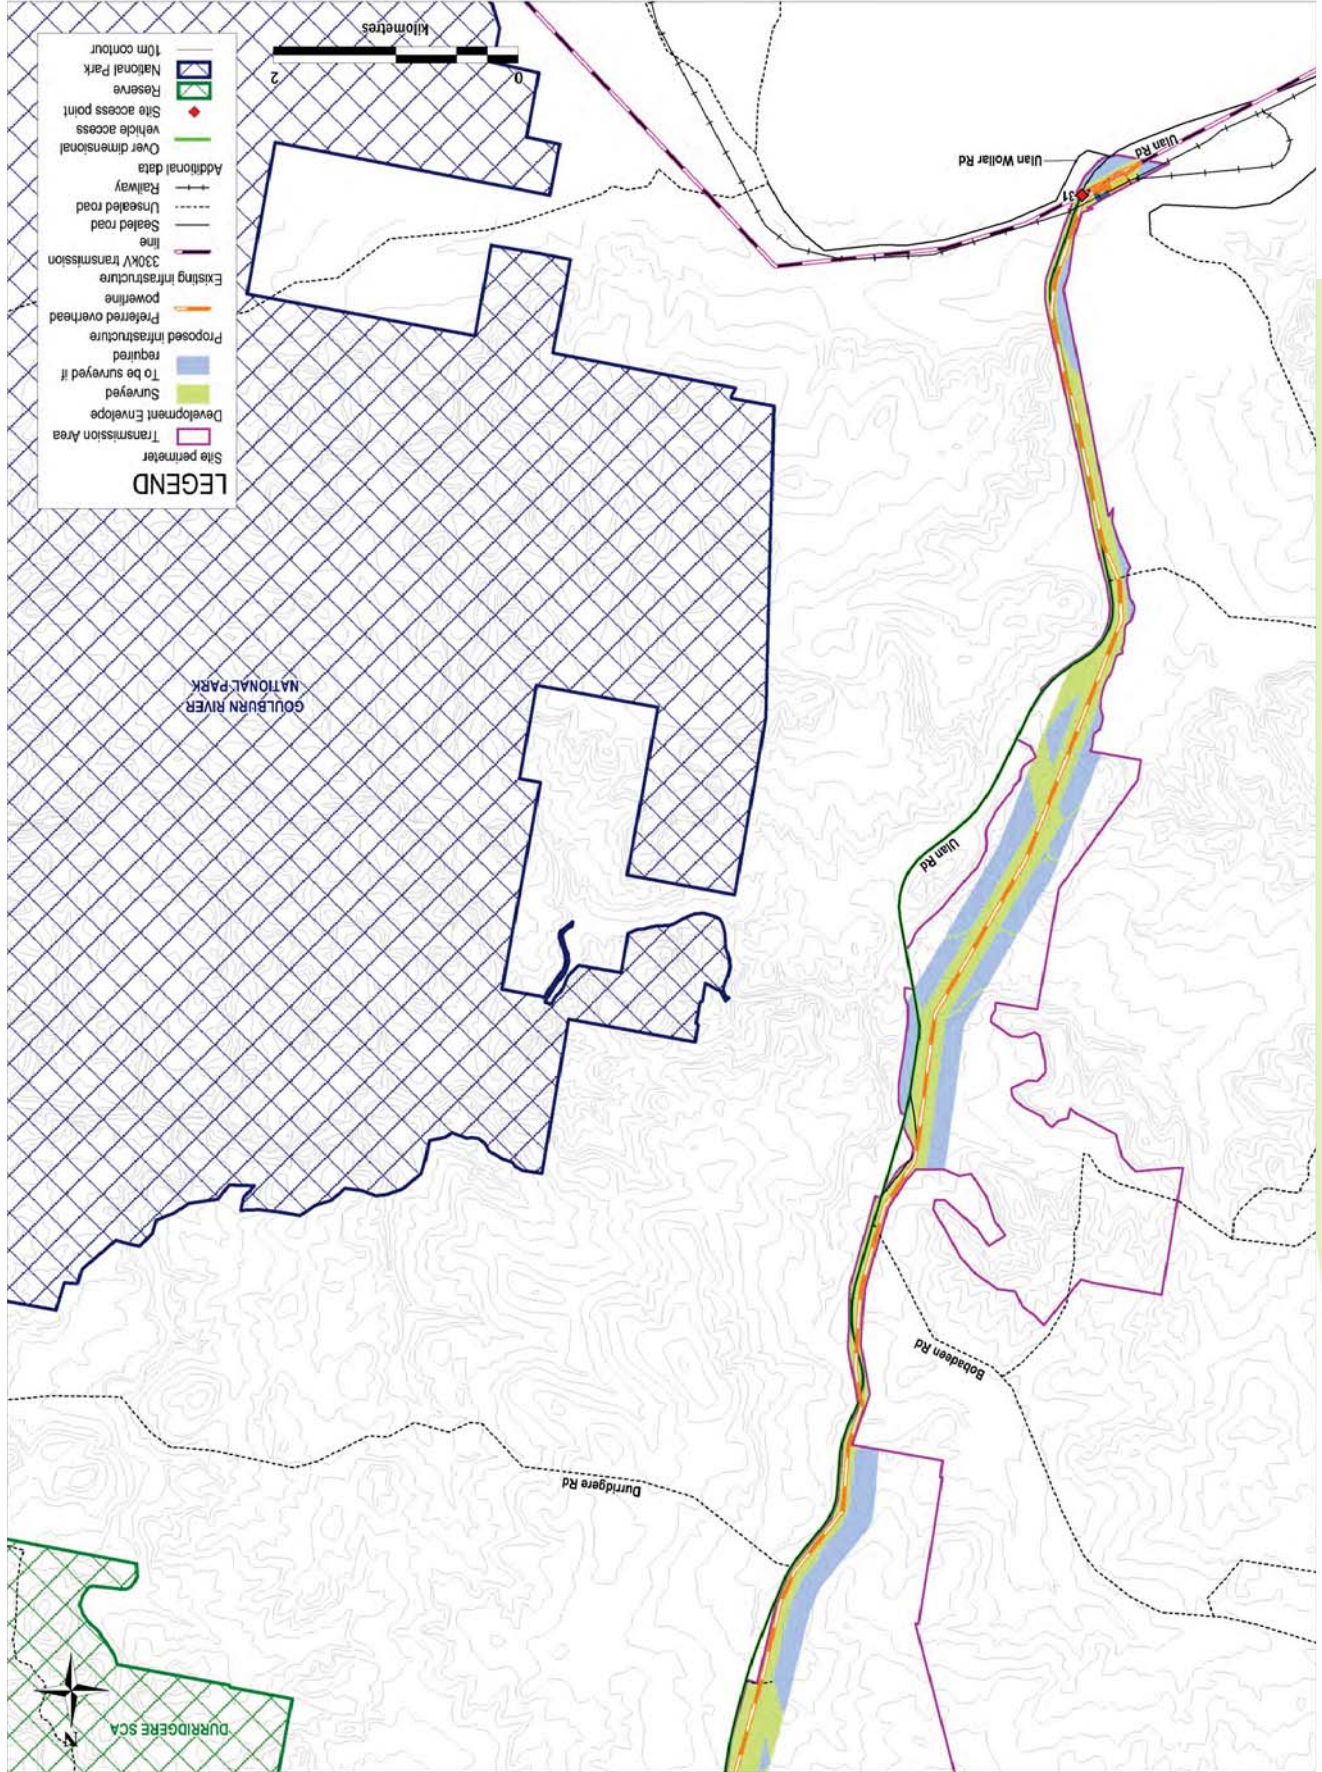 DURRIDGERE SCA
N
Durridgere Rd
Bobadeen Rd
Ulan Rd
GOULBURN RIVER
NATIONAL PARK
31
Ulan Rd
Ulan Wollar Rd
LEGEND
Site perimeter
Transmission Area
Development Envelope
Surveyed
To be surveyed if
required
Proposed infrastructure
Preferred overhead
powerline
Existing infrastructure
330kV transmission
line
Sealed road
Unsealed road
Railway
Additional data
Over dimensional
vehicle access
Site access point
Reserve
National Park
10m contour
0 2
kilometres